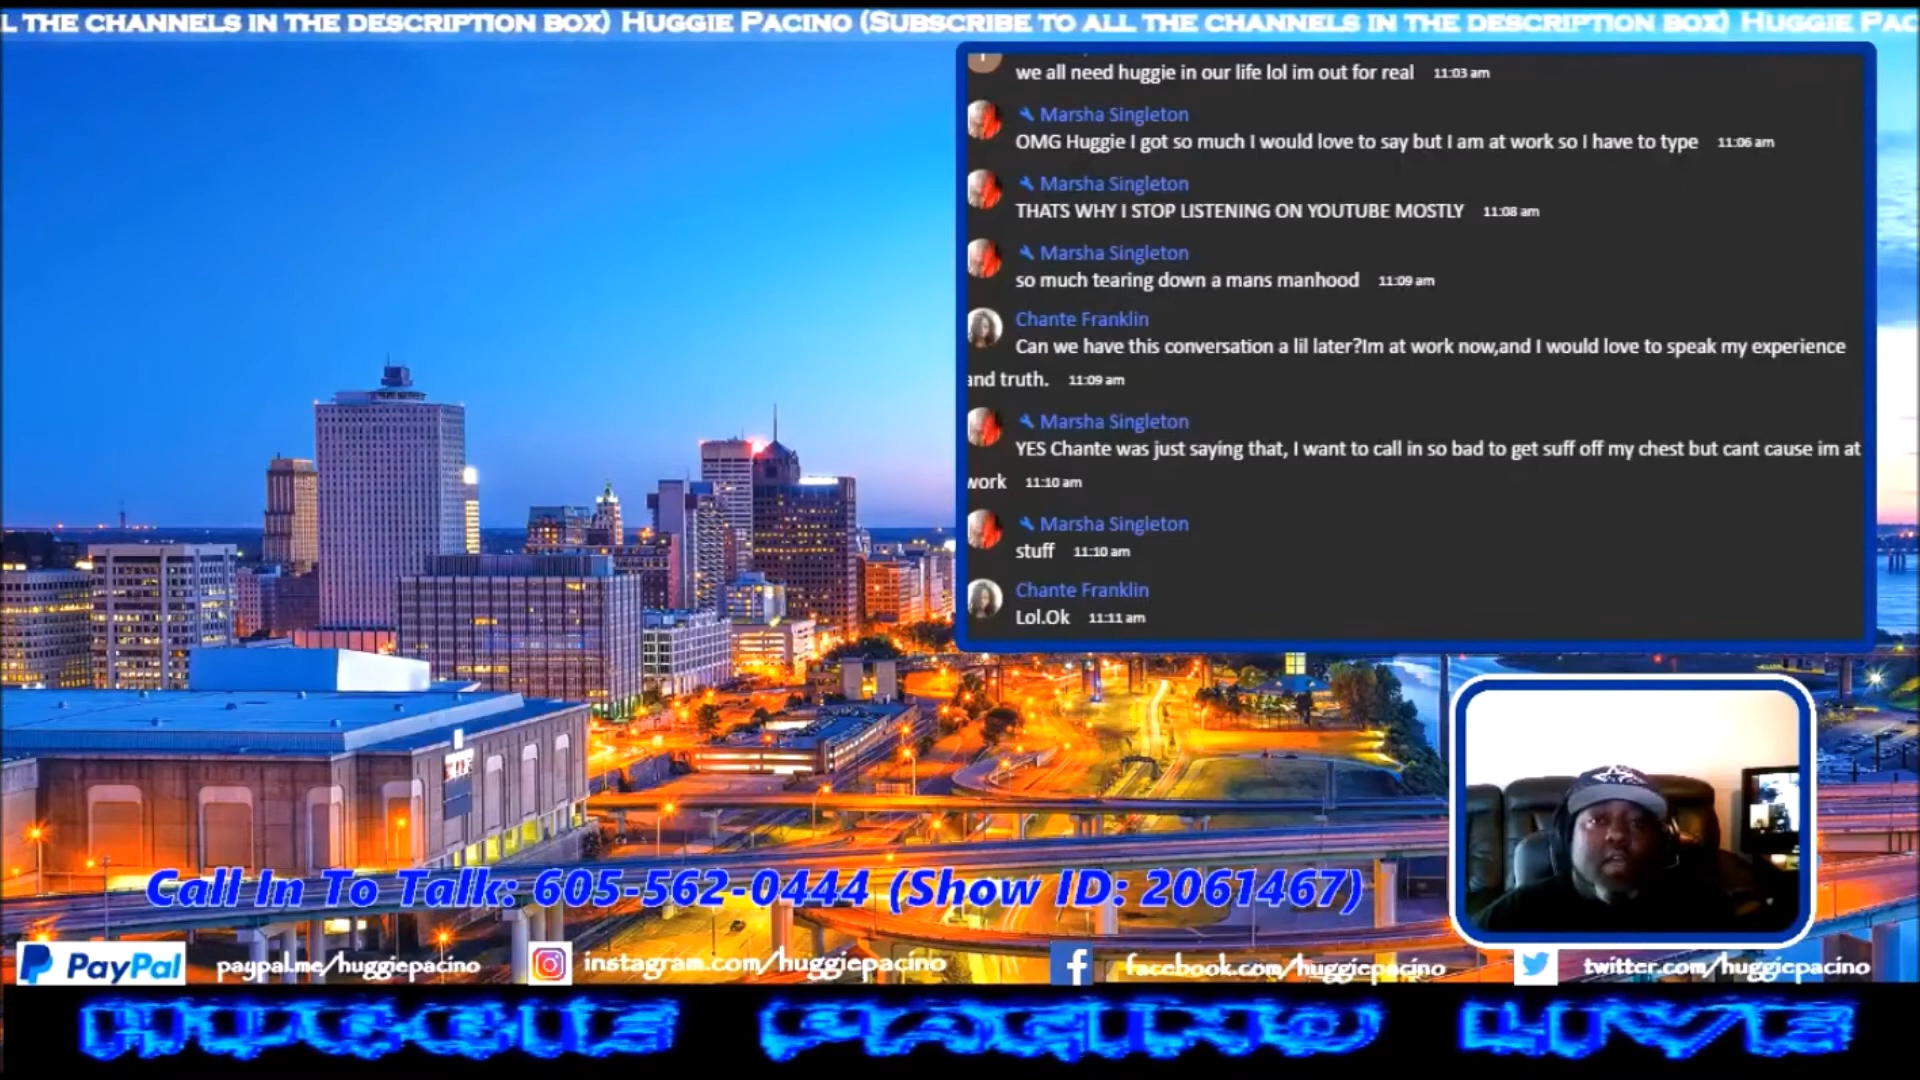 L THE CHANNELS IN THE DESCRIPTION BOX) HUGGIE PACINO (SUBSCRIBE TO ALL THE CHANNELS IN THE DESCRIPTION BOX) HUGGIE PAC
we all need huggie in our life lol im out for real 11:03 am
Marsha Singleton
OMG Huggie I got so much I would love to say but I am at work so I have to type 11:06 am
Marsha Singleton
THATS WHY I STOP LISTENING ON YOUTUBE MOSTLY 11:08 am
Marsha Singleton
so much tearing down a mans manhood 11:09 am
Chante Franklin
Can we have this conversation a lil later?Im at work now,and I would love to speak my experience
and truth. 11:09 am
Marsha Singleton
YES Chante was just saying that, I want to call in so bad to get suff off my chest but cant cause im at
work 11:10 am
Marsha Singleton
stuff 11:10 am
Chante Franklin
Lol.Ok 11:11 am
Call In To Talk: 605-562-0444 (Show ID: 2061467)
PayPal paypal.me/huggiepacino instagram.com/huggiepacino facebook.com/huggiepacino twitter.com/huggiepacino
HUGGIE PACINO LIVE